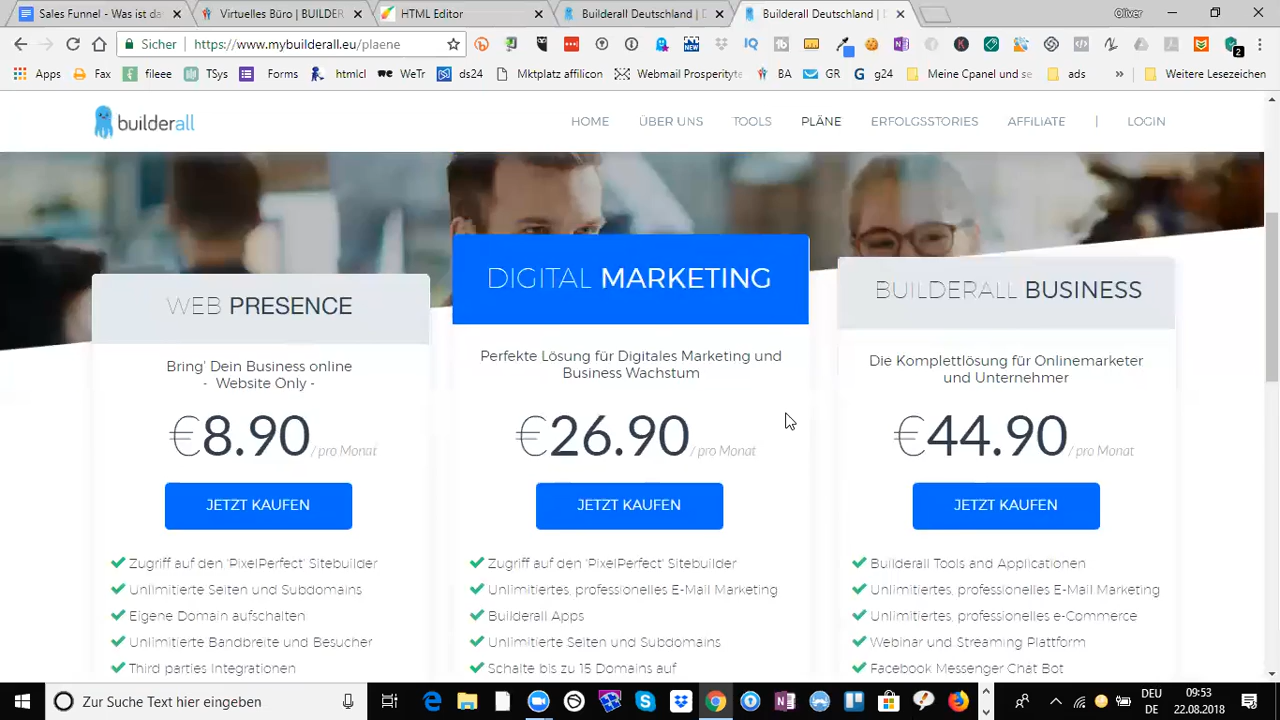 Sales Funnel - Was ist da
Virtuelles Büro | BUILDER
HTML Editor
Builderall Deutschland | D
Builderall Deutschland | D
Oliver
Sicher
https://www.mybuilderall.eu/plaene
NEW
IQ
2
Apps
Fax
fileee
TSys
Forms
htmlcl
WeTr
ds24
Mktplatz affilicon
Webmail Prosperityte
BA
GR
g24
Meine Cpanel und se
ads
»
Weitere Lesezeichen
builderall
HOME
ÜBER UNS
TOOLS
PLÄNE
ERFOLGSSTORIES
AFFILIATE
|
LOGIN
WEB PRESENCE
Bring' Dein Business online
- Website Only -
€8.90 / pro Monat
JETZT KAUFEN
Zugriff auf den 'PixelPerfect' Sitebuilder
Unlimitierte Seiten und Subdomains
Eigene Domain aufschalten
Unlimitierte Bandbreite und Besucher
Third parties Integrationen
DIGITAL MARKETING
Perfekte Lösung für Digitales Marketing und
Business Wachstum
€26.90 / pro Monat
JETZT KAUFEN
Zugriff auf den 'PixelPerfect' Sitebuilder
Unlimitiertes, professionelles E-Mail Marketing
Builderall Apps
Unlimitierte Seiten und Subdomains
Schalte bis zu 15 Domains auf
BUILDERALL BUSINESS
Die Komplettlösung für Onlinemarketer
und Unternehmer
€44.90 / pro Monat
JETZT KAUFEN
Builderall Tools and Applicationen
Unlimitiertes, professionelles E-Mail Marketing
Unlimitiertes, professionelles e-Commerce
Webinar und Streaming Plattform
Facebook Messenger Chat Bot
Zur Suche Text hier eingeben
DEU
DE
09:53
22.08.2018